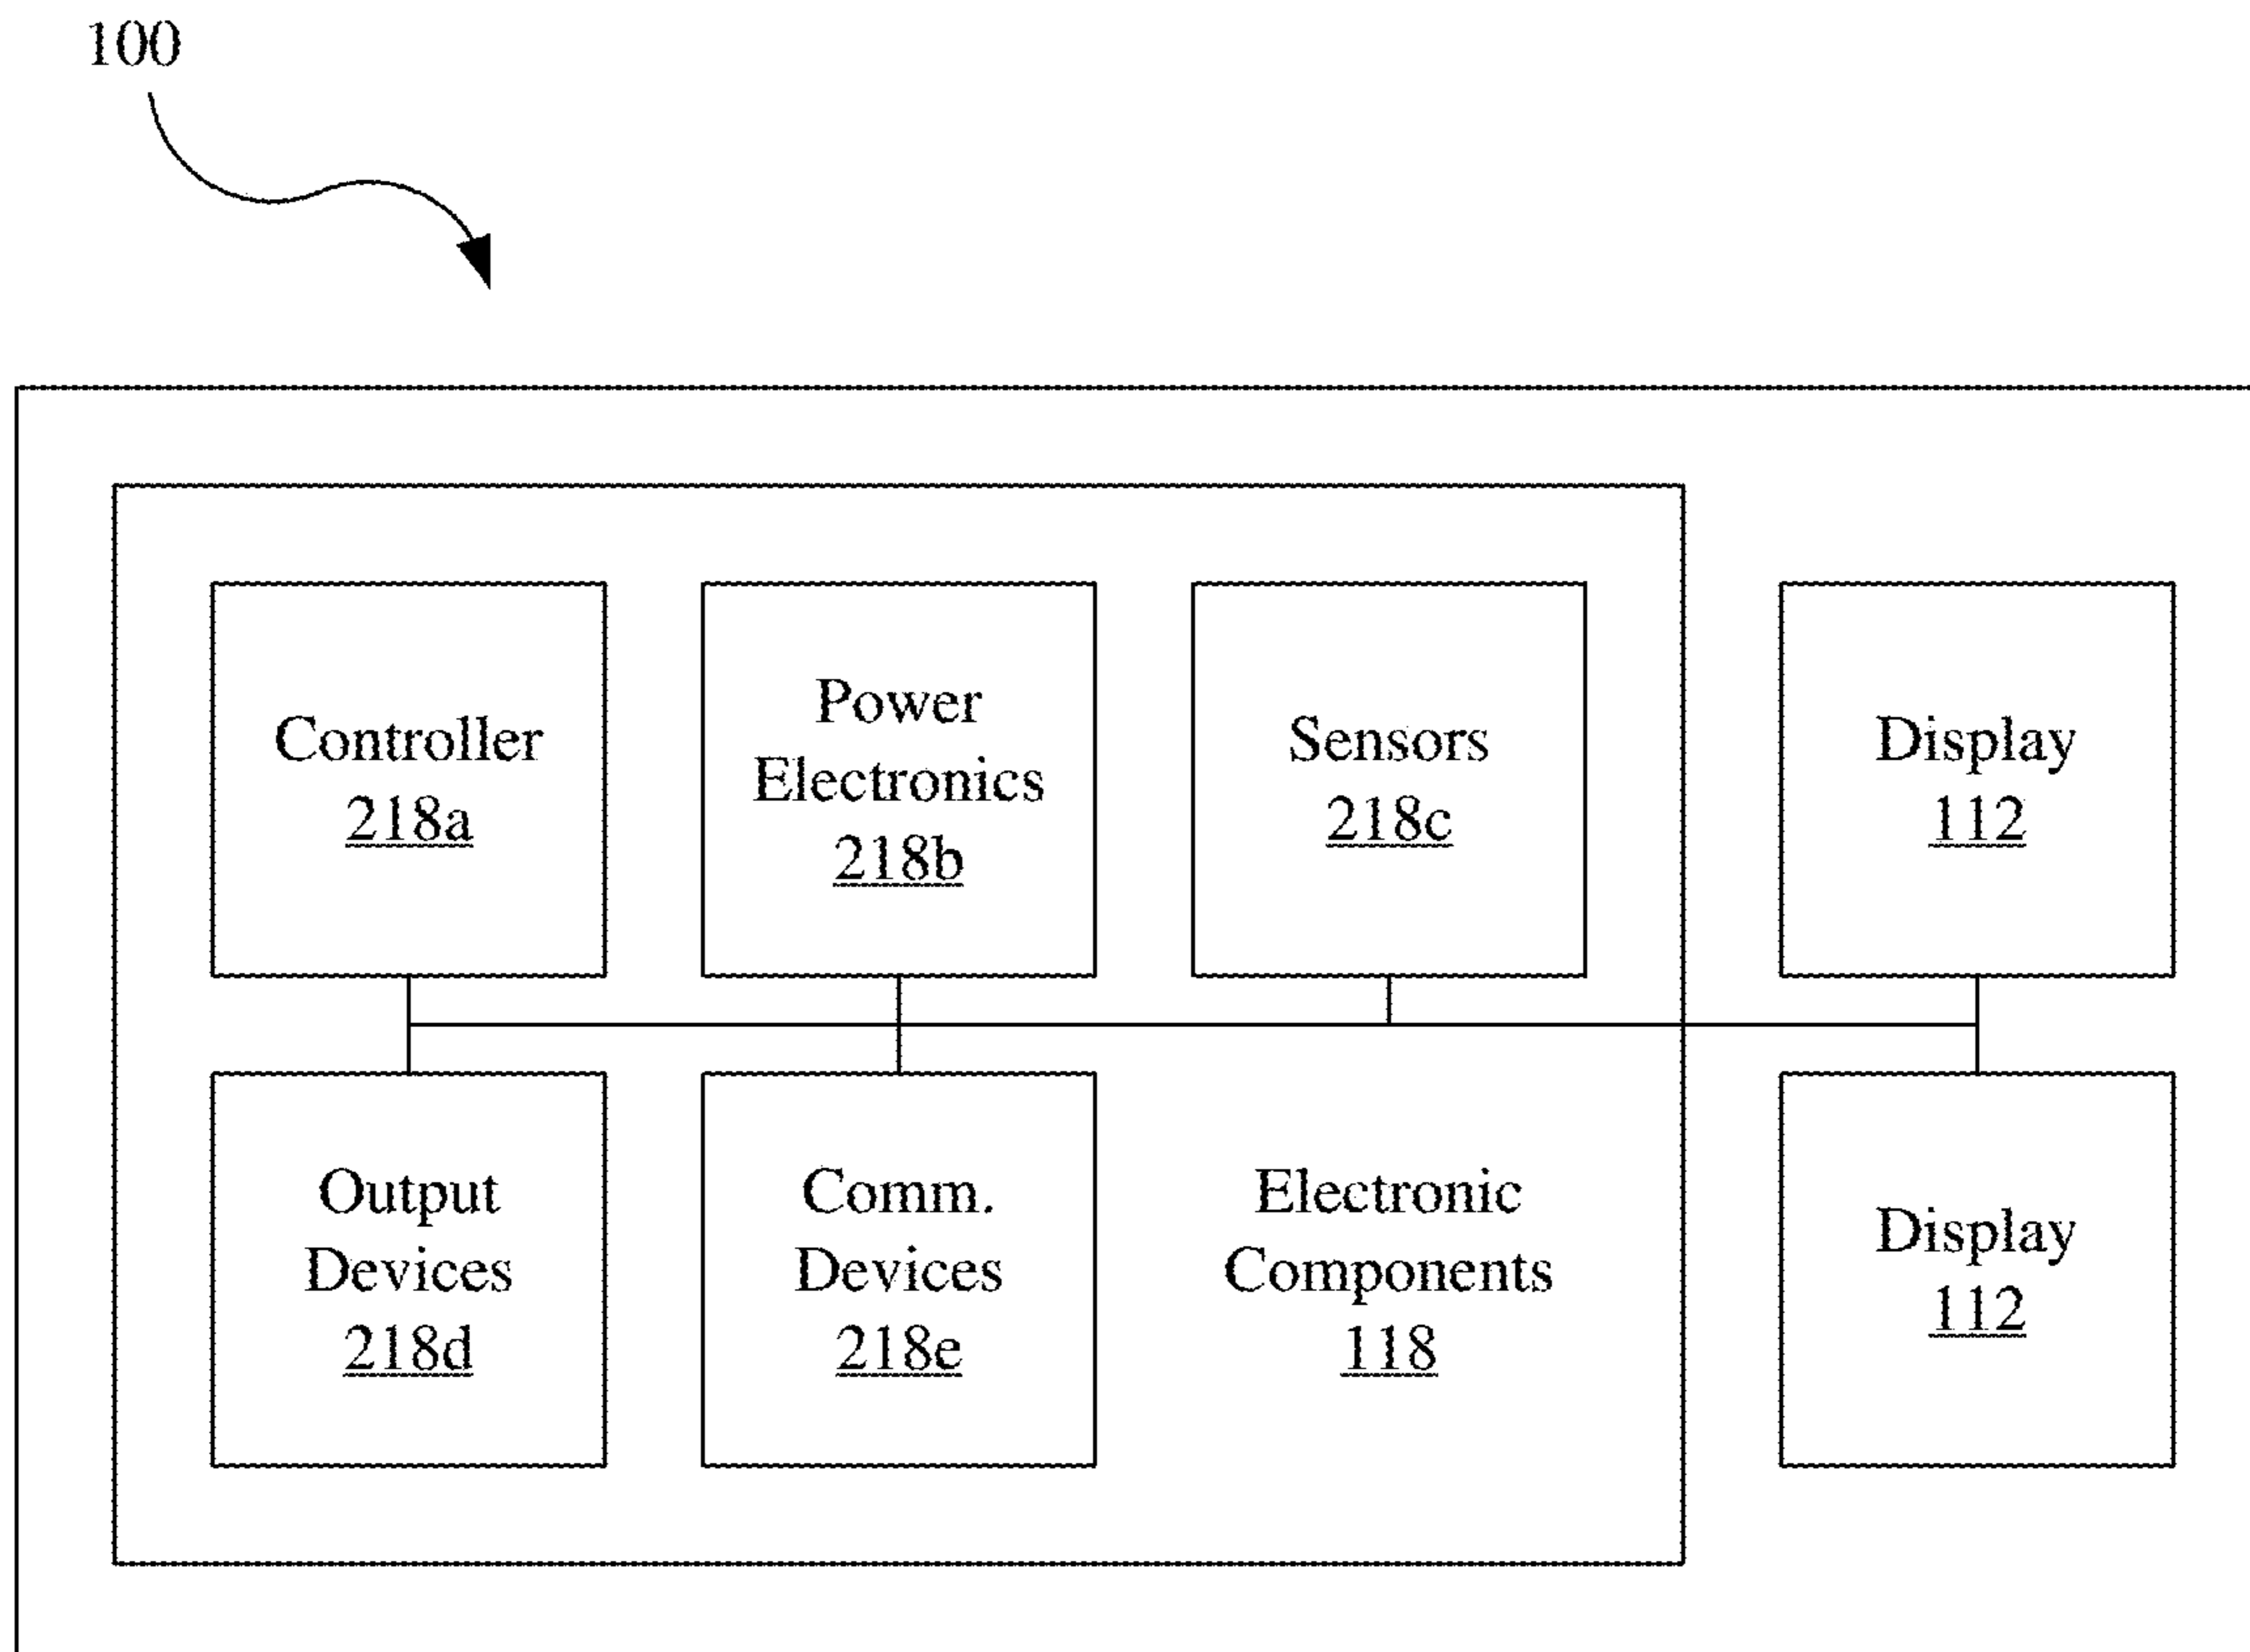 100
Controller
218a
Power
Electronics
218b
Sensors
218c
Display
112
Output
Devices
218d
Comm.
Devices
218e
Electronic
Components
118
Display
112